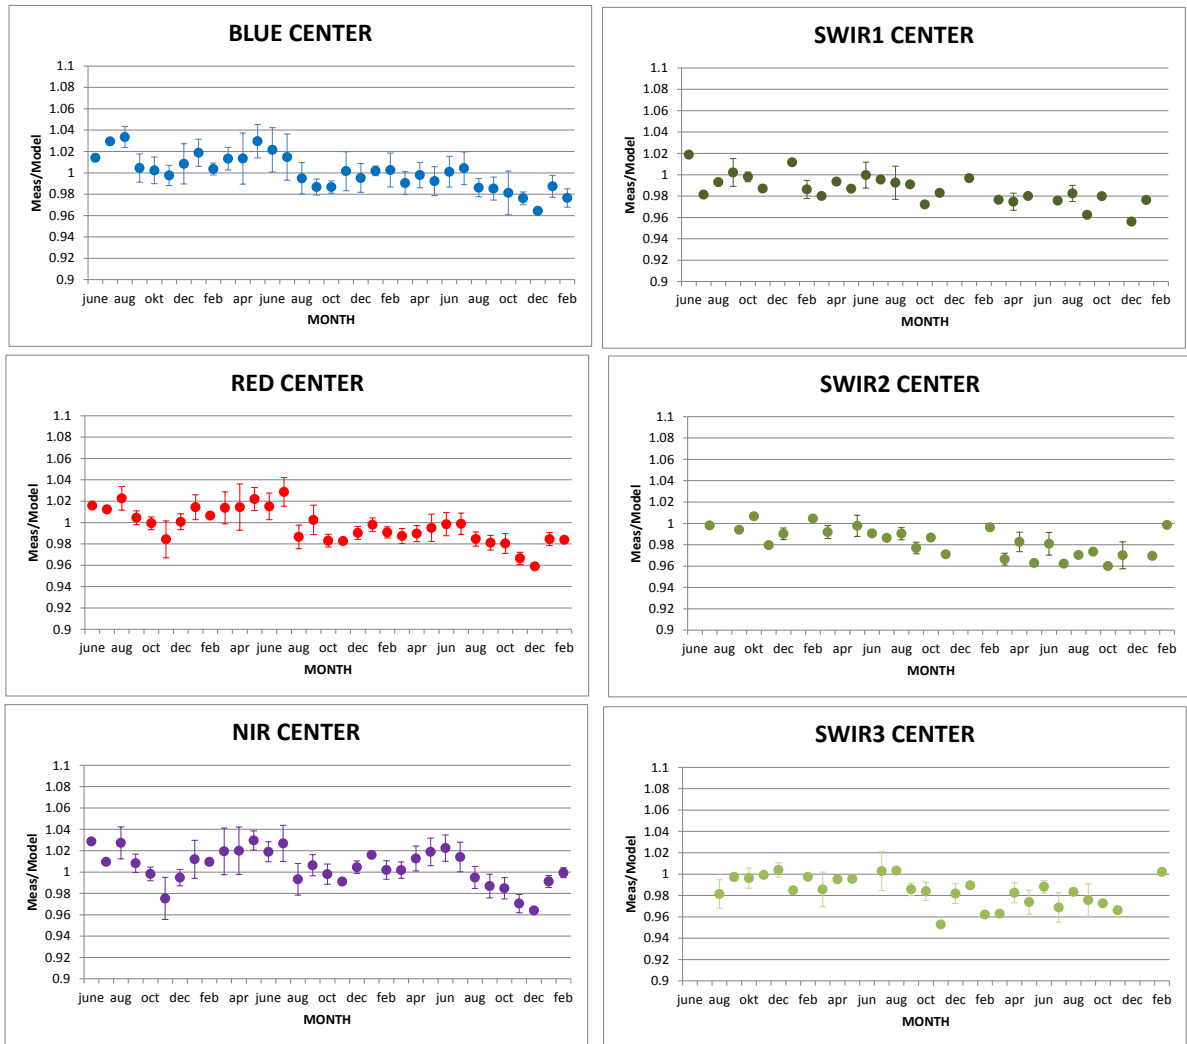 BLUE CENTER
1.1
1.08
1.06
1.04
1.02
1
0.98
0.96
0.94
0.92
0.9
Meas/Model
june aug okt dec feb apr june aug oct dec feb apr jun aug oct dec feb
MONTH
SWIR1 CENTER
1.1
1.08
1.06
1.04
1.02
1
0.98
0.96
0.94
0.92
0.9
Meas/Model
june aug oct dec feb apr june aug oct dec feb apr jun aug oct dec feb
MONTH
RED CENTER
1.1
1.08
1.06
1.04
1.02
1
0.98
0.96
0.94
0.92
0.9
Meas/Model
june aug oct dec feb apr june aug oct dec feb apr jun aug oct dec feb
MONTH
SWIR2 CENTER
1.1
1.08
1.06
1.04
1.02
1
0.98
0.96
0.94
0.92
0.9
Meas/Model
june aug okt dec feb apr june aug oct dec feb apr jun aug oct dec feb
MONTH
NIR CENTER
1.1
1.08
1.06
1.04
1.02
1
0.98
0.96
0.94
0.92
0.9
Meas/Model
june aug oct dec feb apr june aug oct dec feb apr jun aug oct dec feb
MONTH
SWIR3 CENTER
1.1
1.08
1.06
1.04
1.02
1
0.98
0.96
0.94
0.92
0.9
Meas/Model
june aug okt dec feb apr june aug oct dec feb apr jun aug oct dec feb
MONTH